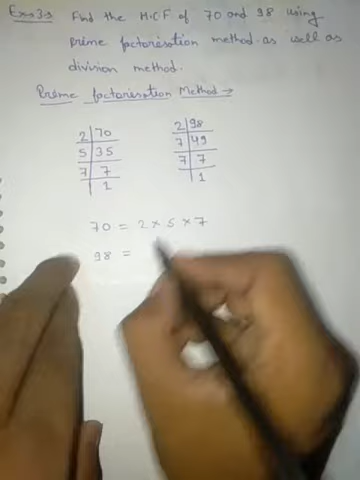 Ex:-3:- Find the H.C.F of 70 and 98 using
prime factorisation method as well as
division method.
Prime factorisation Method →
2 | 70
5 | 35
7 | 7
1
2 | 98
7 | 49
7 | 7
1
70 = 2 × 5 × 7
98 =